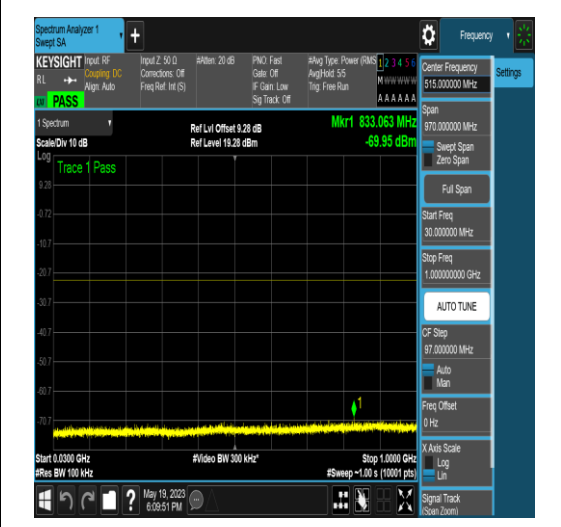 Spectrum Analyzer 1
Swept SA
Frequency
KEYSIGHT
RL
PASS
Input: RF
Coupling: DC
Align: Auto
Input Z: 50 Ω
Corrections: Off
Freq Ref: Int (S)
#Atten: 20 dB
PNO: Fast
Gate: Off
IF Gain: Low
Sig Track: Off
#Avg Type: Power (RMS
Avg|Hold: 5/5
Trig: Free Run
1 2 3 4 5 6
M W W W W W
A A A A A A
1 Spectrum
Scale/Div 10 dB
Ref Lvl Offset 9.28 dB
Ref Level 19.28 dBm
Mkr1 833.063 MHz
-69.95 dBm
Log
Trace 1 Pass
9.28
-0.72
-10.7
-20.7
-30.7
-40.7
-50.7
-60.7
-70.7
1
Start 0.0300 GHz
#Res BW 100 kHz
#Video BW 300 kHz*
Stop 1.0000 GHz
#Sweep ~1.00 s (10001 pts)
May 19, 2023
6:09:51 PM
Center Frequency
515.000000 MHz
Settings
Span
970.000000 MHz
Swept Span
Zero Span
Full Span
Start Freq
30.000000 MHz
Stop Freq
1.000000000 GHz
AUTO TUNE
CF Step
97.000000 MHz
Auto
Man
Freq Offset
0 Hz
X Axis Scale
Log
Lin
Signal Track
(Span Zoom)